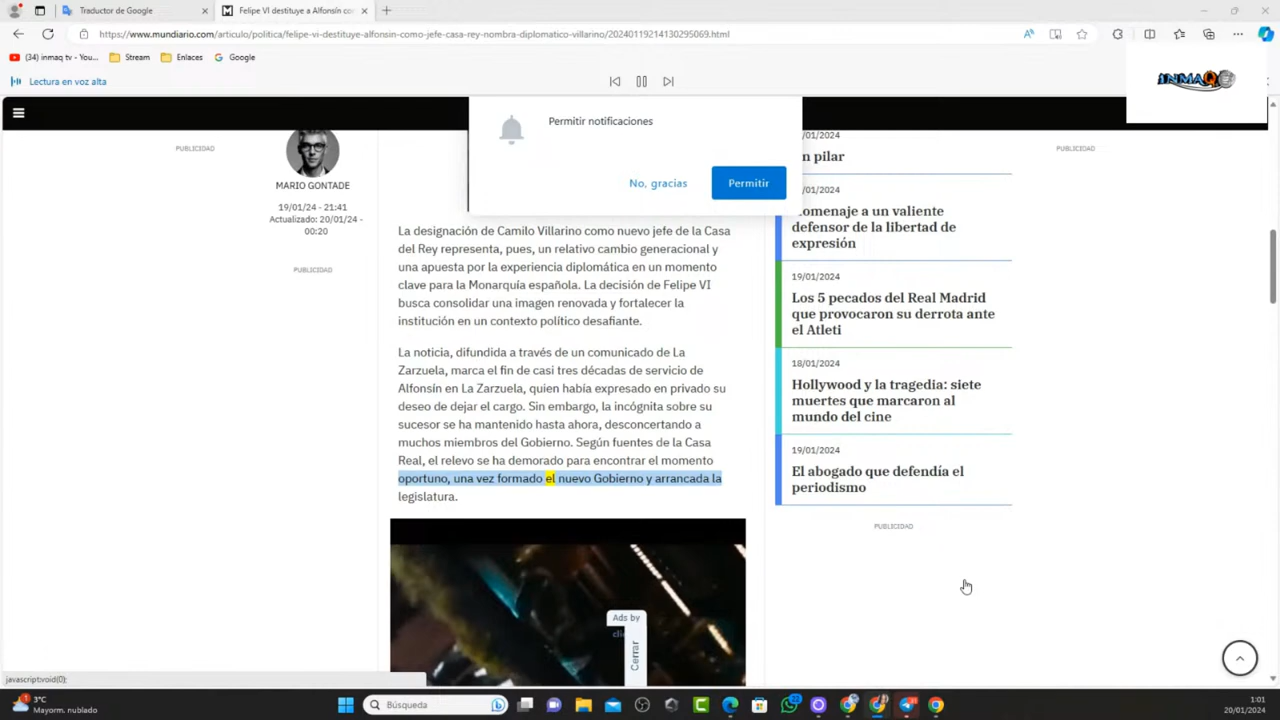 Traductor de Google
Felipe VI destituye a Alfonsín co
https://www.mundiario.com/articulo/politica/felipe-vi-destituye-alfonsin-como-jefe-casa-rey-nombra-diplomatico-villarino/20240119214130295069.html
(34) inmaq tv - You...
Stream
Enlaces
Google
Lectura en voz alta
INMAQ
Permitir notificaciones
No, gracias
Permitir
PUBLICIDAD
MARIO GONTADE
19/01/24 - 21:41
Actualizado: 20/01/24 -
00:20
PUBLICIDAD
La designación de Camilo Villarino como nuevo jefe de la Casa
del Rey representa, pues, un relativo cambio generacional y
una apuesta por la experiencia diplomática en un momento
clave para la Monarquía española. La decisión de Felipe VI
busca consolidar una imagen renovada y fortalecer la
institución en un contexto político desafiante.
La noticia, difundida a través de un comunicado de La
Zarzuela, marca el fin de casi tres décadas de servicio de
Alfonsín en La Zarzuela, quien había expresado en privado su
deseo de dejar el cargo. Sin embargo, la incógnita sobre su
sucesor se ha mantenido hasta ahora, desconcertando a
muchos miembros del Gobierno. Según fuentes de la Casa
Real, el relevo se ha demorado para encontrar el momento
oportuno, una vez formado el nuevo Gobierno y arrancada la
legislatura.
Ads by
Cerrar
/01/2024
n pilar
/01/2024
Homenaje a un valiente
defensor de la libertad de
expresión
19/01/2024
Los 5 pecados del Real Madrid
que provocaron su derrota ante
el Atleti
18/01/2024
Hollywood y la tragedia: siete
muertes que marcaron al
mundo del cine
19/01/2024
El abogado que defendía el
periodismo
PUBLICIDAD
PUBLICIDAD
javascript:void(0);
3°C
Mayorm. nublado
Búsqueda
1:01
20/01/2024